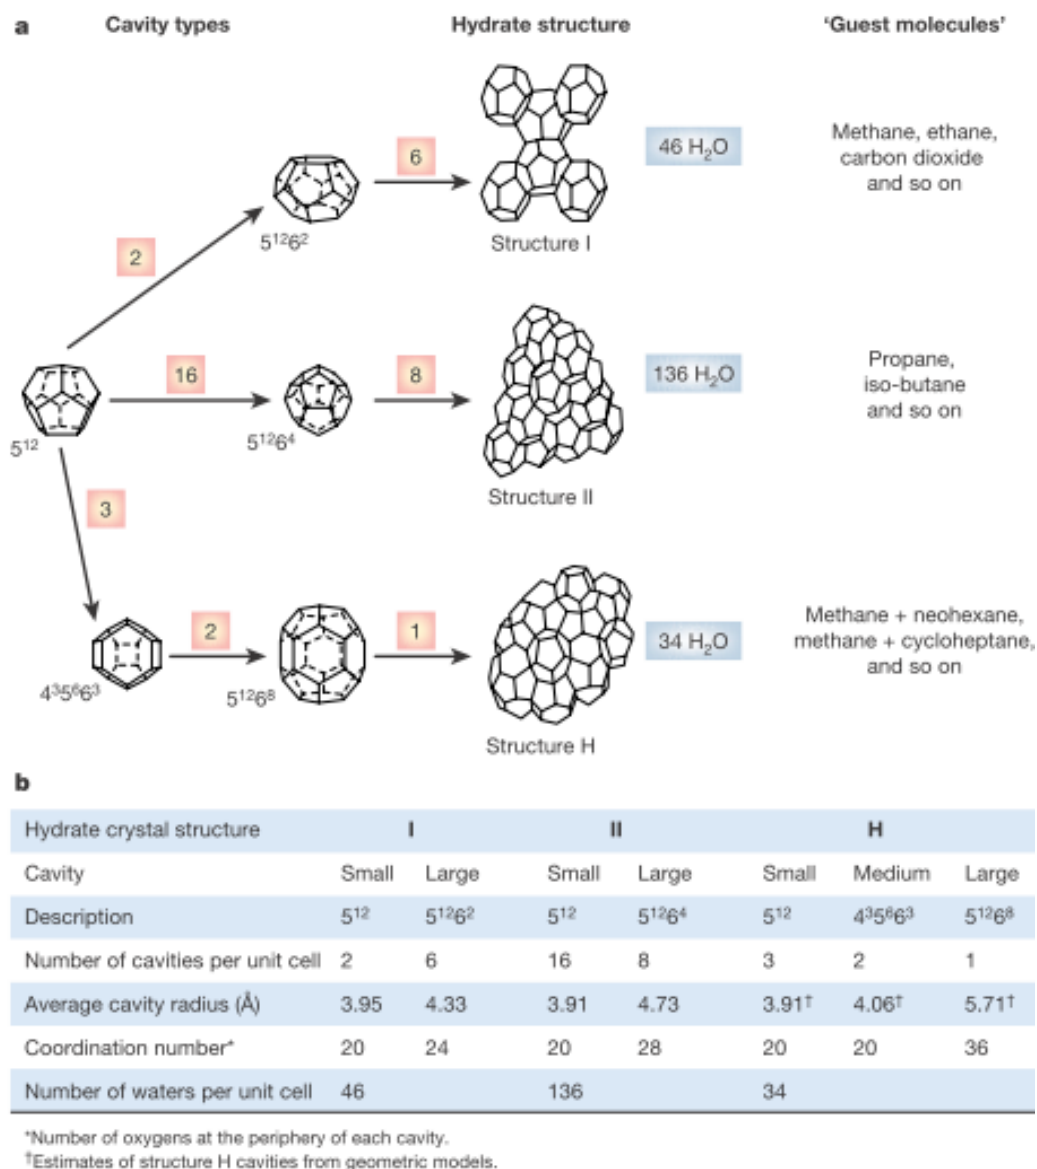 a Cavity types Hydrate structure 'Guest molecules'
6
46 H₂O
Methane, ethane,
carbon dioxide
and so on
5¹²6²
Structure I
2
16
8
136 H₂O
Propane,
iso-butane
and so on
5¹²
5¹²6⁴
Structure II
3
2
1
34 H₂O
Methane + neohexane,
methane + cycloheptane,
and so on
4³5⁶6³
5¹²6⁸
Structure H
b
Hydrate crystal structure I II H
Cavity Small Large Small Large Small Medium Large
Description 5¹² 5¹²6² 5¹² 5¹²6⁴ 5¹² 4³5⁶6³ 5¹²6⁸
Number of cavities per unit cell 2 6 16 8 3 2 1
Average cavity radius (Å) 3.95 4.33 3.91 4.73 3.91† 4.06† 5.71†
Coordination number* 20 24 20 28 20 20 36
Number of waters per unit cell 46 136 34
*Number of oxygens at the periphery of each cavity.
†Estimates of structure H cavities from geometric models.